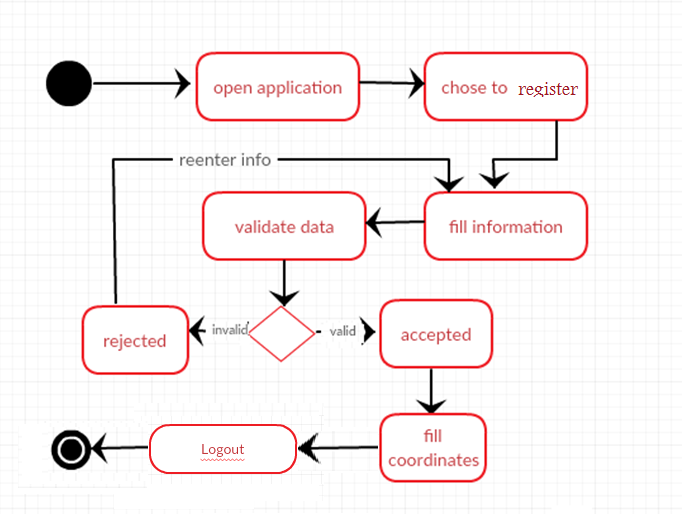 open application
chose to register
reenter info
validate data
fill information
rejected
invalid
valid
accepted
Logout
fill
coordinates